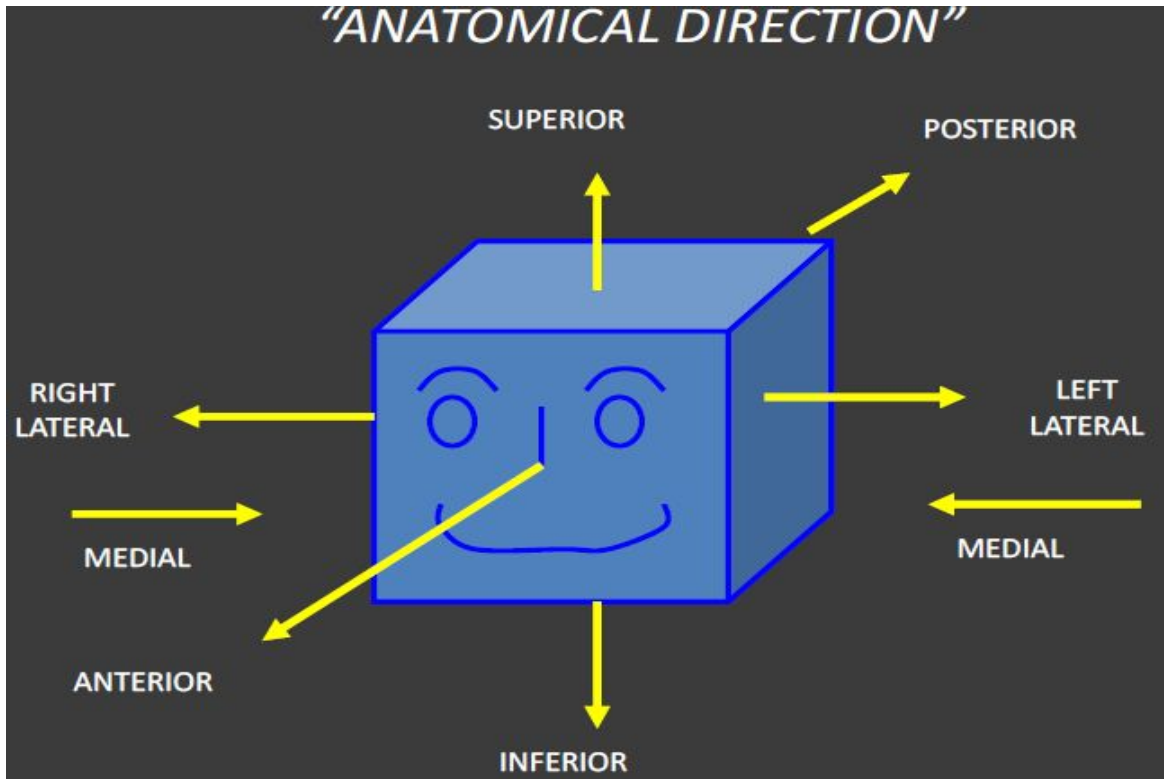 “ANATOMICAL DIRECTION”
SUPERIOR
POSTERIOR
RIGHT
LATERAL
LEFT
LATERAL
MEDIAL
MEDIAL
ANTERIOR
INFERIOR